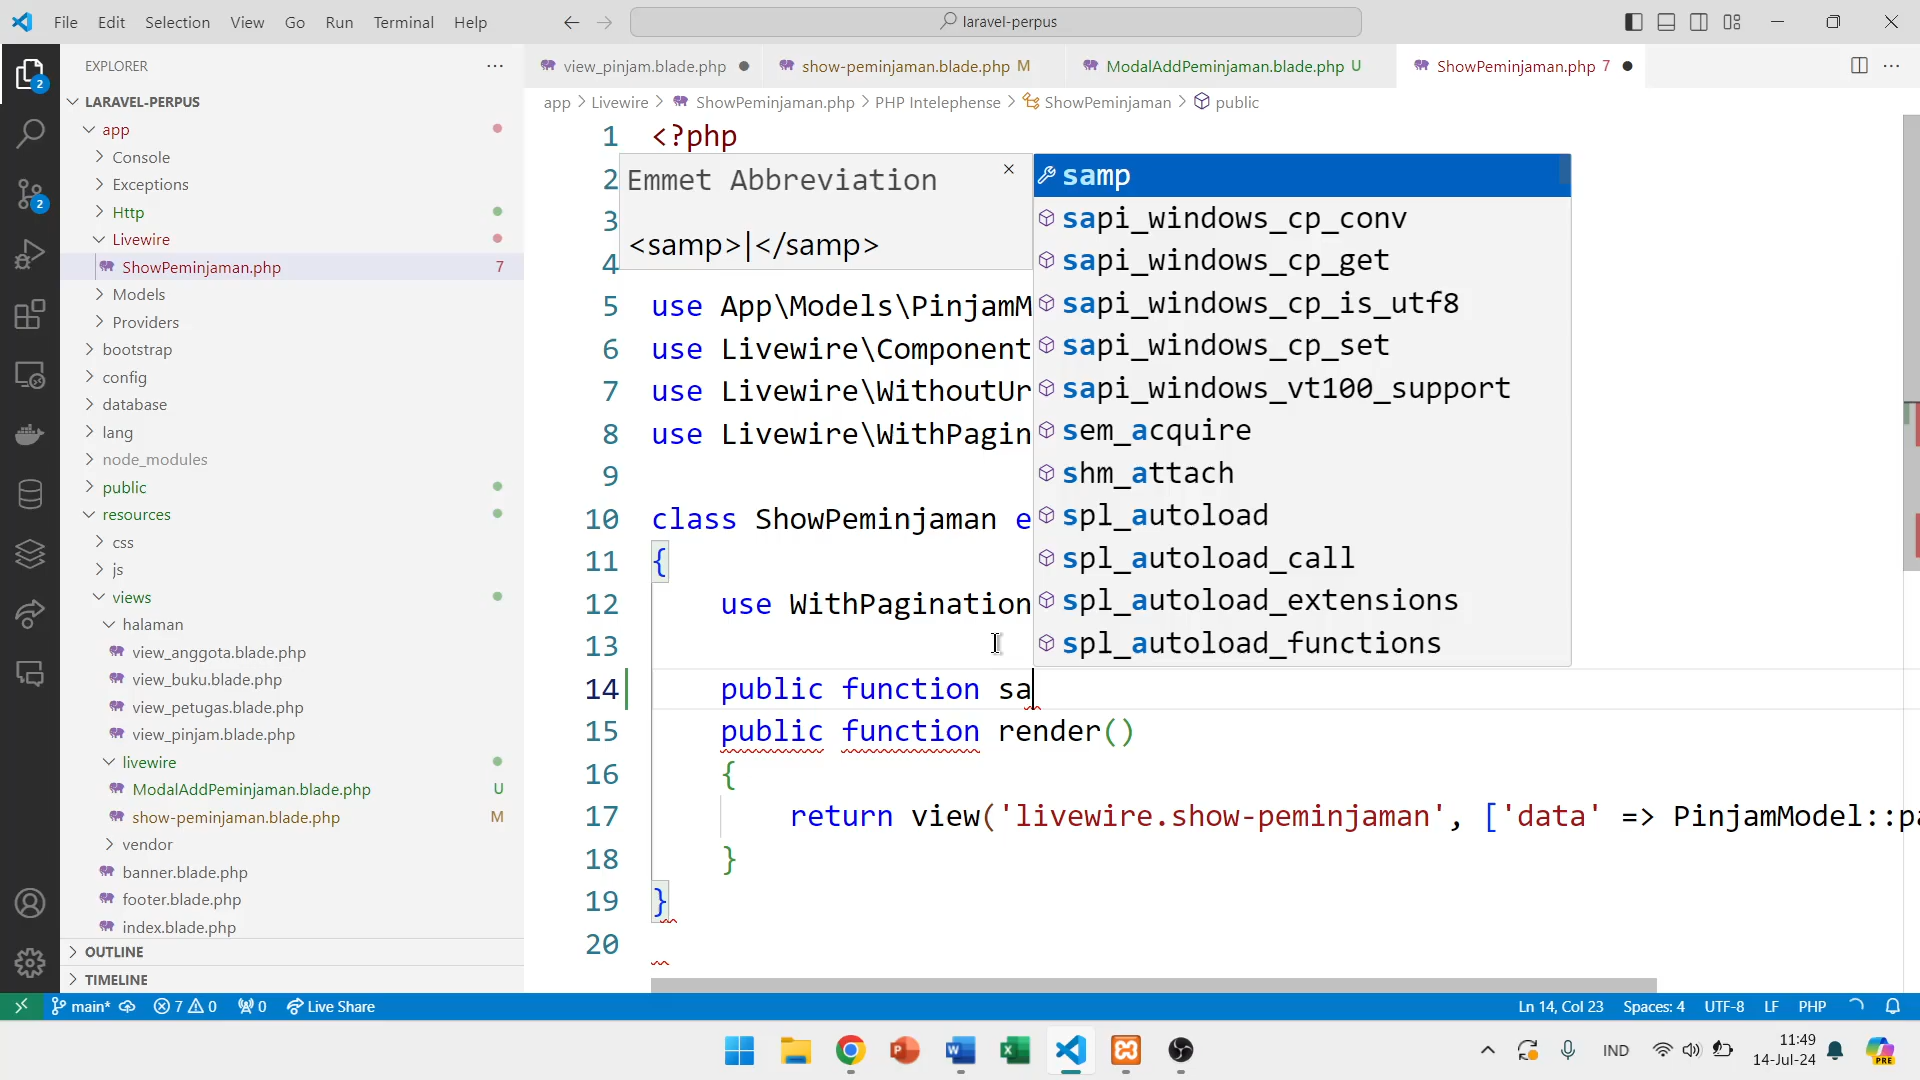 File Edit Selection View Go Run Terminal Help
laravel-perpus
EXPLORER
LARAVEL-PERPUS
app
Console
Exceptions
Http
Livewire
ShowPeminjaman.php 7
Models
Providers
bootstrap
config
database
lang
node_modules
public
resources
css
js
views
halaman
view_anggota.blade.php
view_buku.blade.php
view_petugas.blade.php
view_pinjam.blade.php
livewire
ModalAddPeminjaman.blade.php U
show-peminjaman.blade.php M
vendor
banner.blade.php
footer.blade.php
index.blade.php
OUTLINE
TIMELINE
2
2
view_pinjam.blade.php
show-peminjaman.blade.php M
ModalAddPeminjaman.blade.php U
ShowPeminjaman.php 7
app > Livewire > ShowPeminjaman.php > PHP Intelephense > ShowPeminjaman > public
1 <?php
2
3
4
5 use App\Models\PinjamM
6 use Livewire\Component
7 use Livewire\WithoutUr
8 use Livewire\WithPagin
9
10 class ShowPeminjaman e
11 {
12 use WithPagination
13
14 public function sa
15 public function render()
16 {
17 return view('livewire.show-peminjaman', ['data' => PinjamModel::pa
18 }
19 }
20
Emmet Abbreviation
<samp>|</samp>
samp
sapi_windows_cp_conv
sapi_windows_cp_get
sapi_windows_cp_is_utf8
sapi_windows_cp_set
sapi_windows_vt100_support
sem_acquire
shm_attach
spl_autoload
spl_autoload_call
spl_autoload_extensions
spl_autoload_functions
main* 7 0 0 Live Share
Ln 14, Col 23 Spaces: 4 UTF-8 LF PHP
IND
11:49
14-Jul-24
PRE